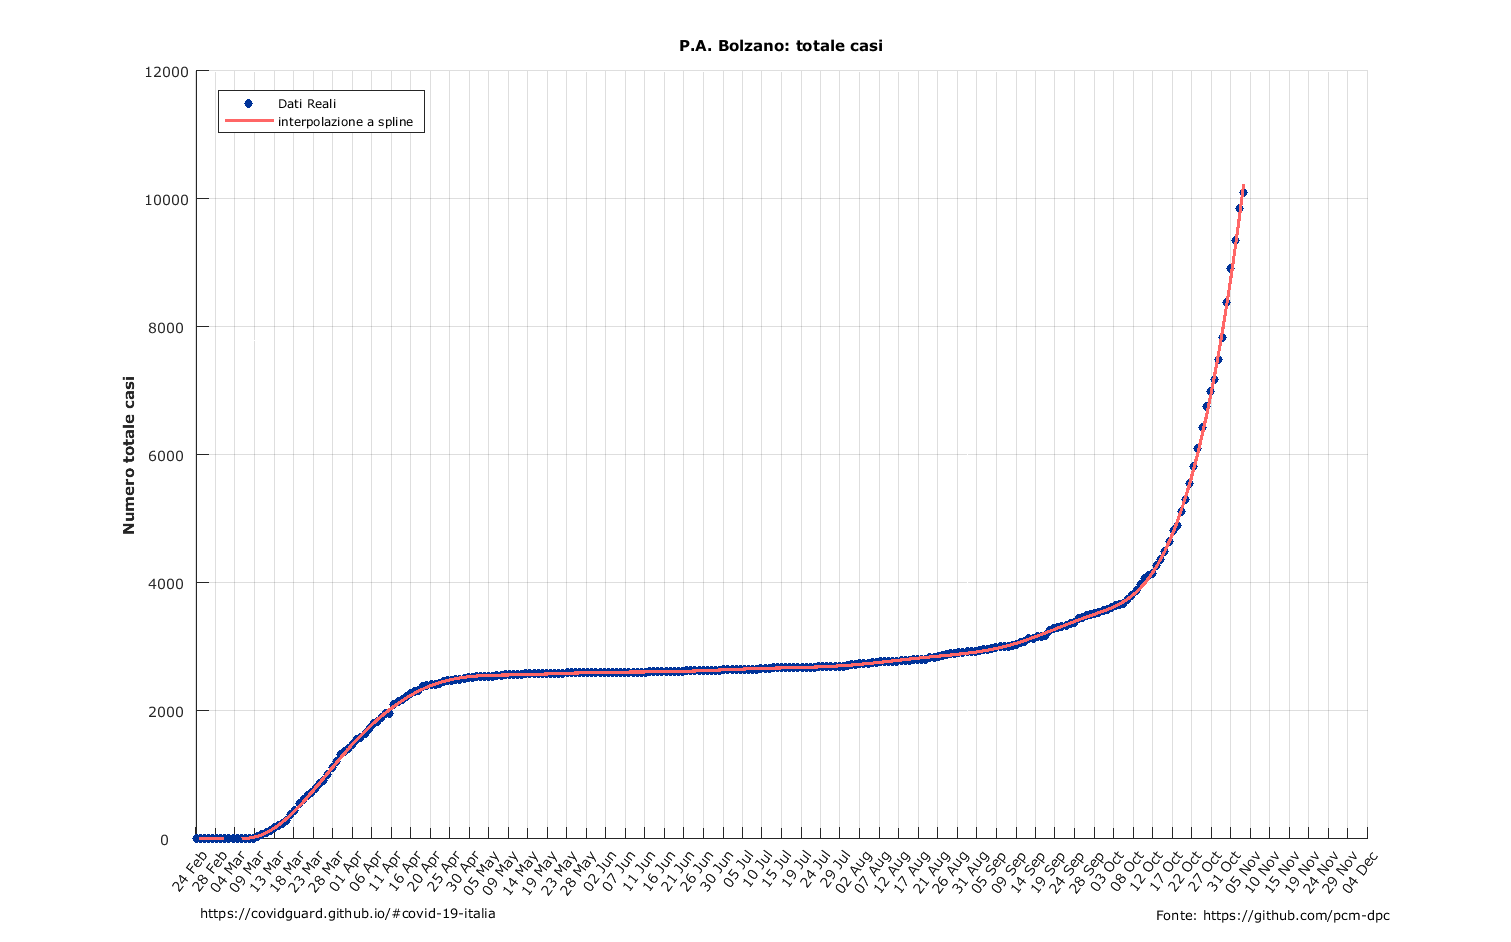 P.A. Bolzano: totale casi
12000
10000
8000
6000
4000
2000
0
Numero totale casi
Dati Reali
interpolazione a spline
24 Feb
28 Feb
04 Mar
09 Mar
13 Mar
18 Mar
23 Mar
28 Mar
01 Apr
06 Apr
11 Apr
16 Apr
20 Apr
25 Apr
30 Apr
05 May
09 May
14 May
19 May
23 May
28 May
02 Jun
07 Jun
11 Jun
16 Jun
21 Jun
26 Jun
30 Jun
05 Jul
10 Jul
15 Jul
19 Jul
24 Jul
29 Jul
02 Aug
07 Aug
12 Aug
17 Aug
21 Aug
26 Aug
31 Aug
05 Sep
09 Sep
14 Sep
19 Sep
24 Sep
28 Sep
03 Oct
08 Oct
12 Oct
17 Oct
22 Oct
27 Oct
31 Oct
05 Nov
10 Nov
15 Nov
19 Nov
24 Nov
29 Nov
04 Dec
https://covidguard.github.io/#covid-19-italia
Fonte: https://github.com/pcm-dpc